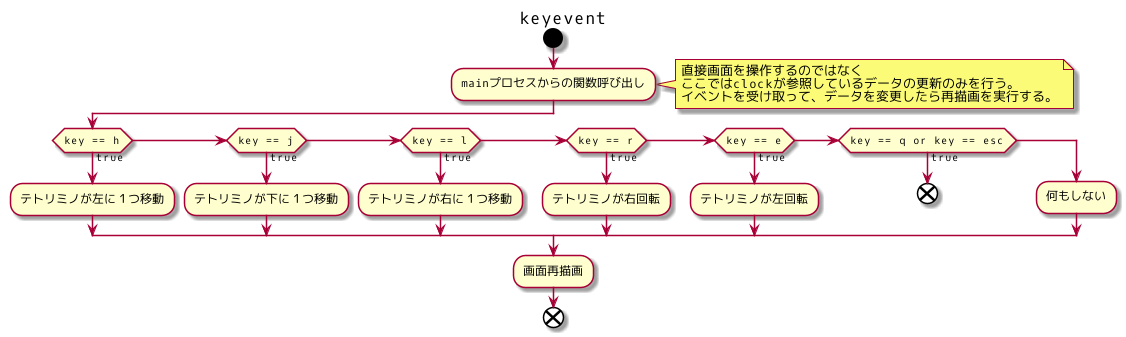 keyevent
mainプロセスからの関数呼び出し
直接画面を操作するのではなく
ここではclockが参照しているデータの更新のみを行う。
イベントを受け取って、データを変更したら再描画を実行する。
key == h
true
テトリミノが左に１つ移動
key == j
true
テトリミノが下に１つ移動
key == l
true
テトリミノが右に１つ移動
key == r
true
テトリミノが右回転
key == e
true
テトリミノが左回転
key == q or key == esc
true
何もしない
画面再描画